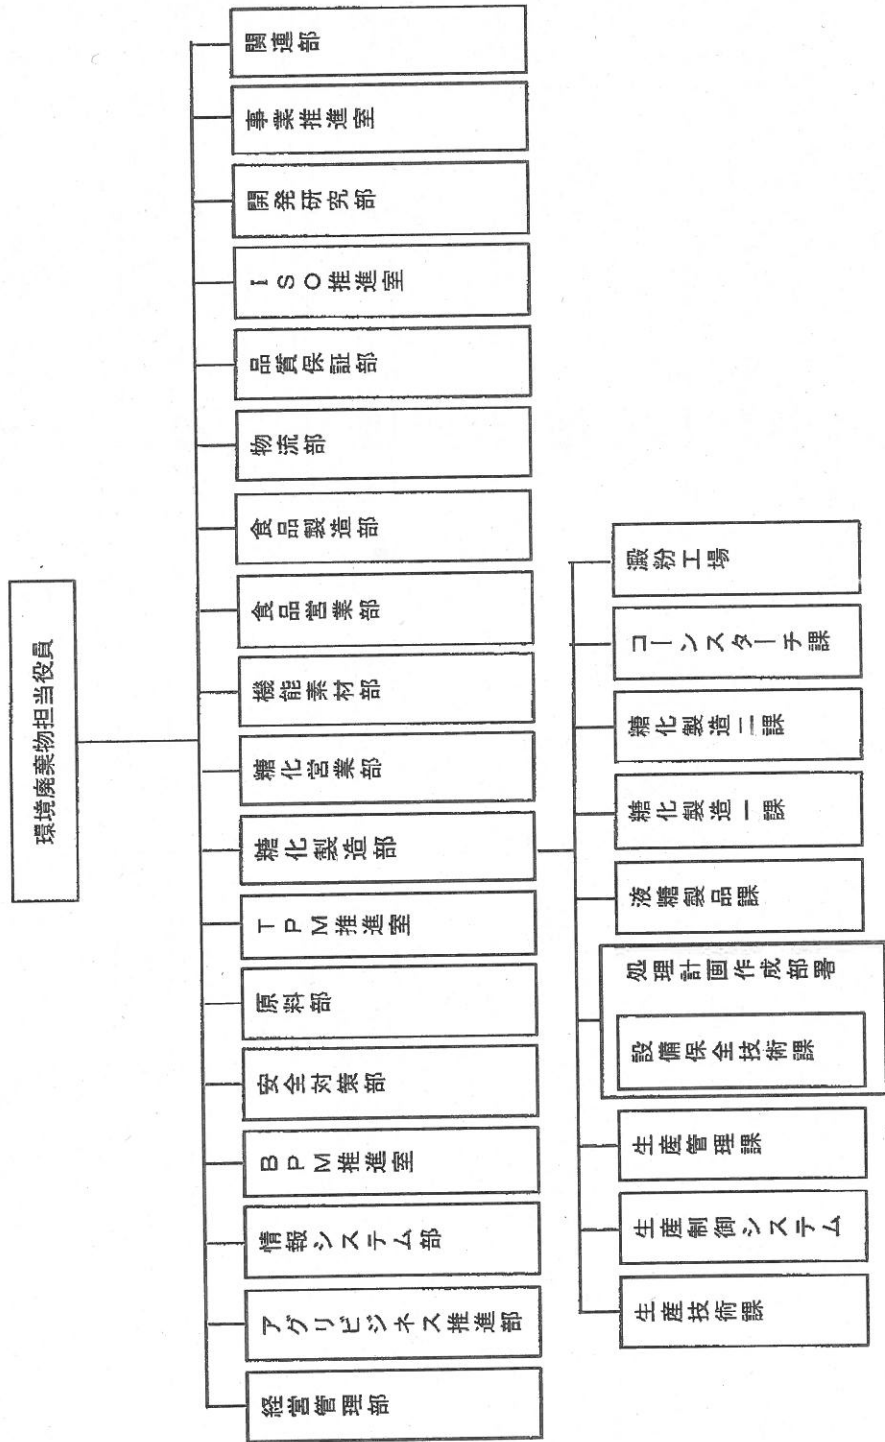 環境廃棄物担当役員
経営管理部
アグリビジネス推進部
情報システム部
BPM推進室
安全対策部
原料部
TPM推進室
糖化製造部
糖化営業部
機能素材部
食品営業部
食品製造部
物流部
品質保証部
ISO推進室
開発研究部
事業推進室
関連部
生産技術課
生産制御システム
生産管理課
処理計画作成部署
設備保全技術課
液糖製品課
糖化製造一課
糖化製造二課
コーンスターチ課
澱粉工場